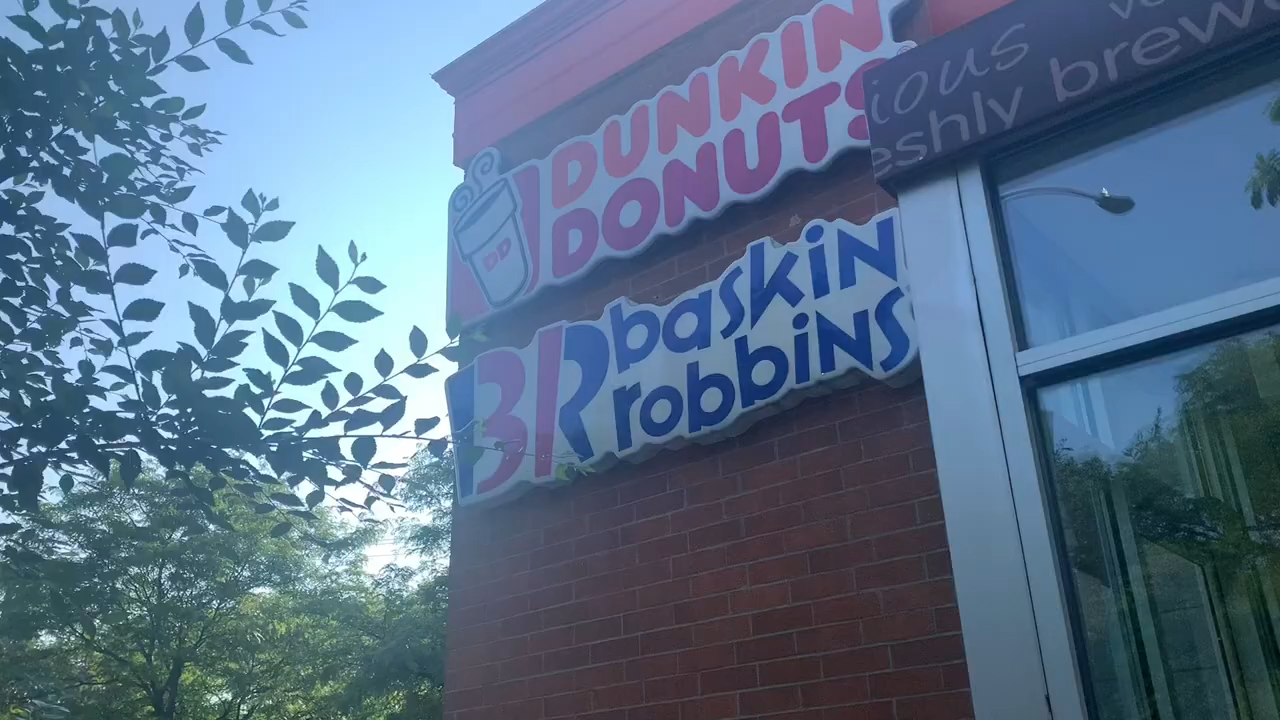 DUNKIN
DONUTS
DD
BR
baskin
robbins
ious
eshly brew